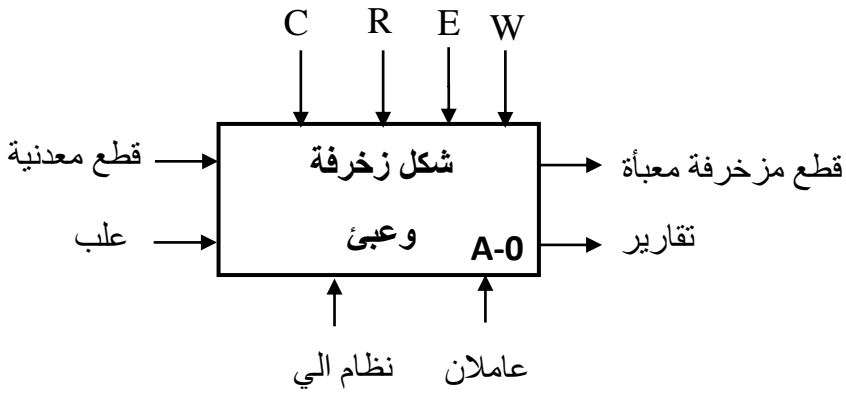 C R E W
قطع معدنية
شكل زخرفة
قطع مزخرفة معبأة
علب
وعبئ
A-0
تقارير
نظام الي
عاملان